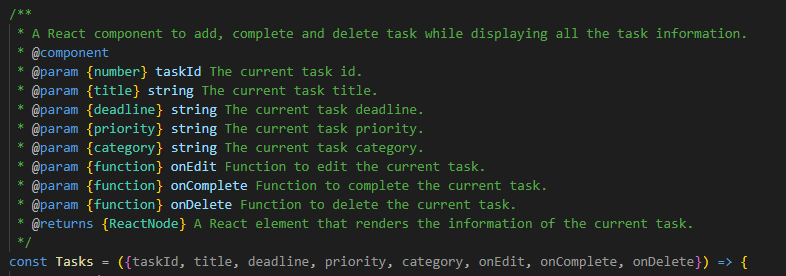 /**
 * A React component to add, complete and delete task while displaying all the task information.
 * @component
 * @param {number} taskId The current task id.
 * @param {title} string The current task title.
 * @param {deadline} string The current task deadline.
 * @param {priority} string The current task priority.
 * @param {category} string The current task category.
 * @param {function} onEdit Function to edit the current task.
 * @param {function} onComplete Function to complete the current task.
 * @param {function} onDelete Function to delete the current task.
 * @returns {ReactNode} A React element that renders the information of the current task.
 */
const Tasks = ({taskId, title, deadline, priority, category, onEdit, onComplete, onDelete}) => {